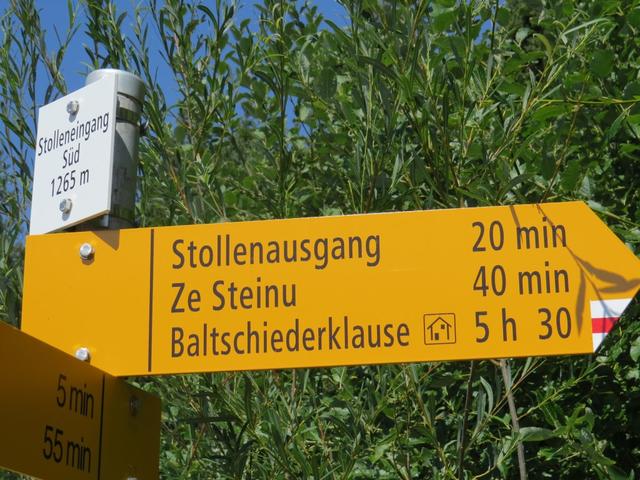 Stolleneingang
Süd
1265 m
Stollenausgang 20 min
Ze Steinu 40 min
Baltschiederklause 5 h 30
5 min
55 min